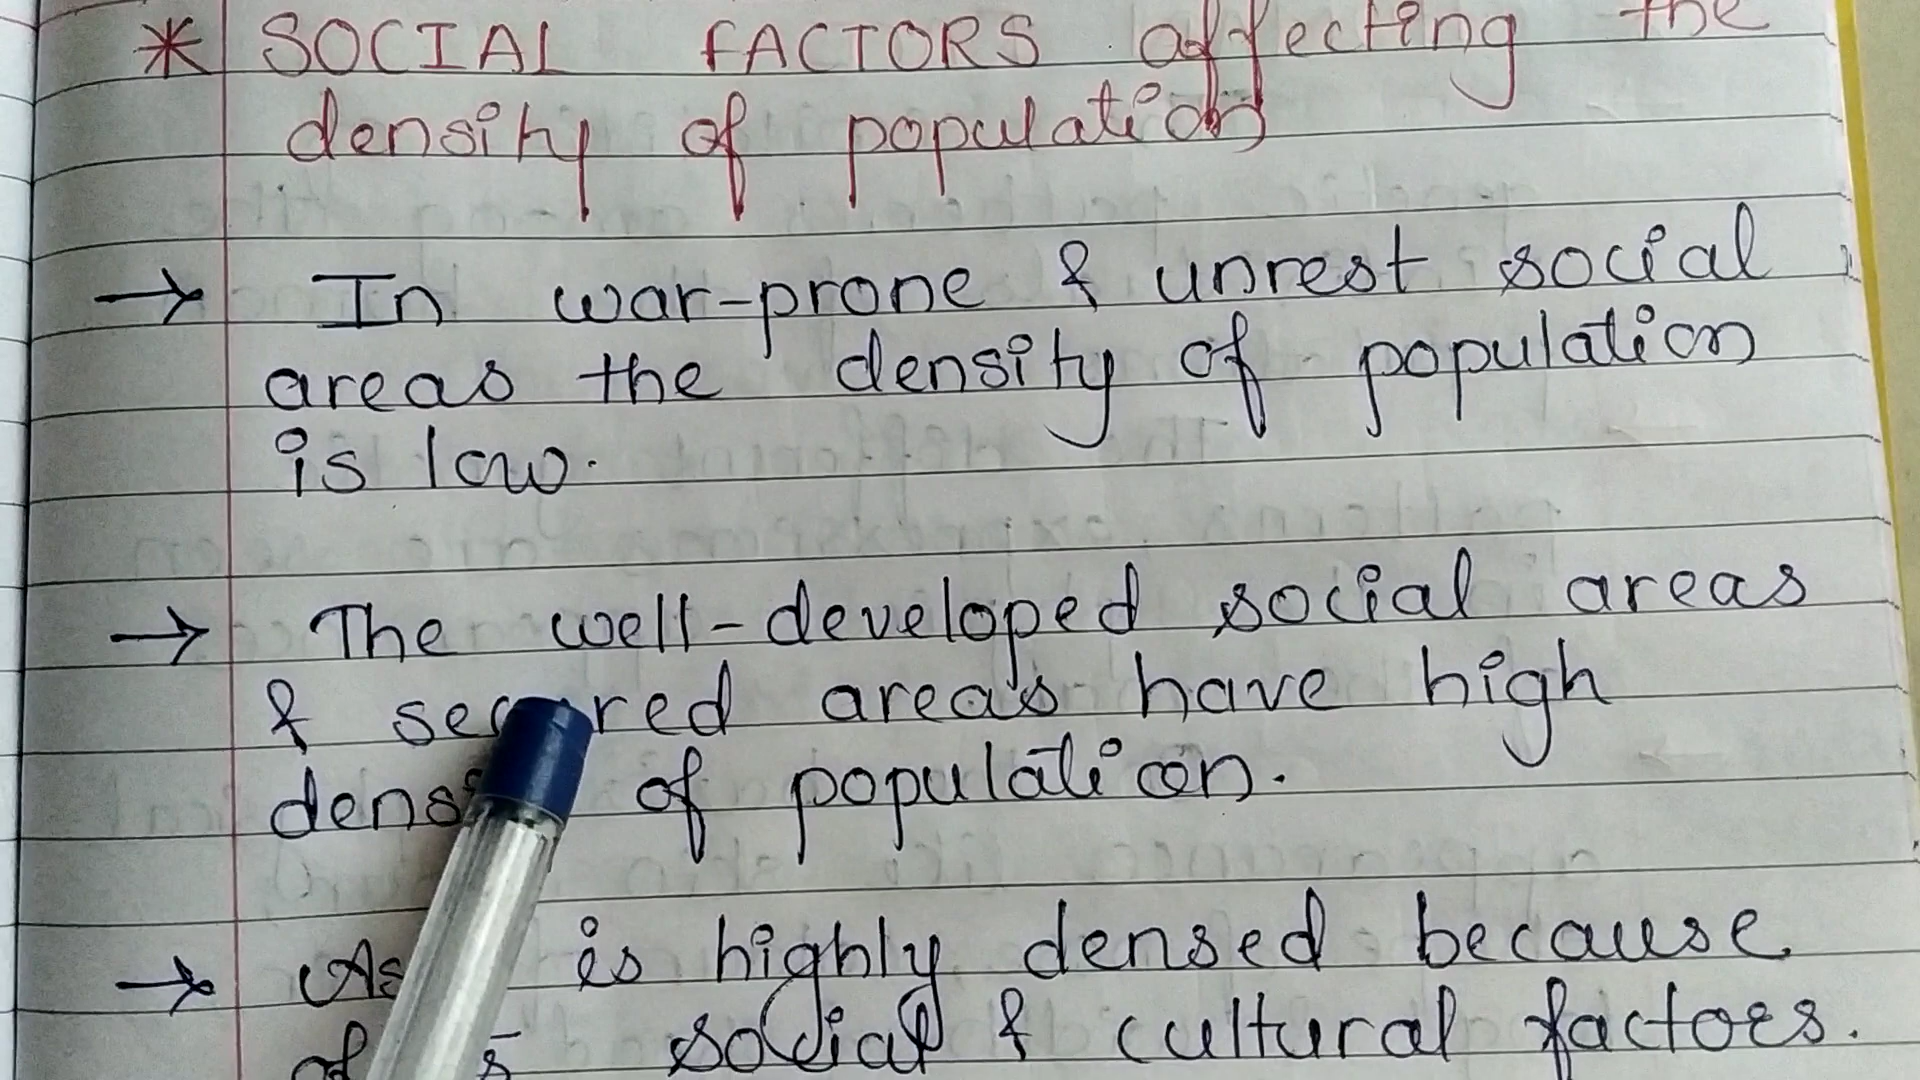 * SOCIAL FACTORS affecting the
density of population
→ In war-prone & unrest social
areas the density of population
is low.
→ The well-developed social areas
& secured areas have high
of population.
→ is highly densed because
social & cultural factors.